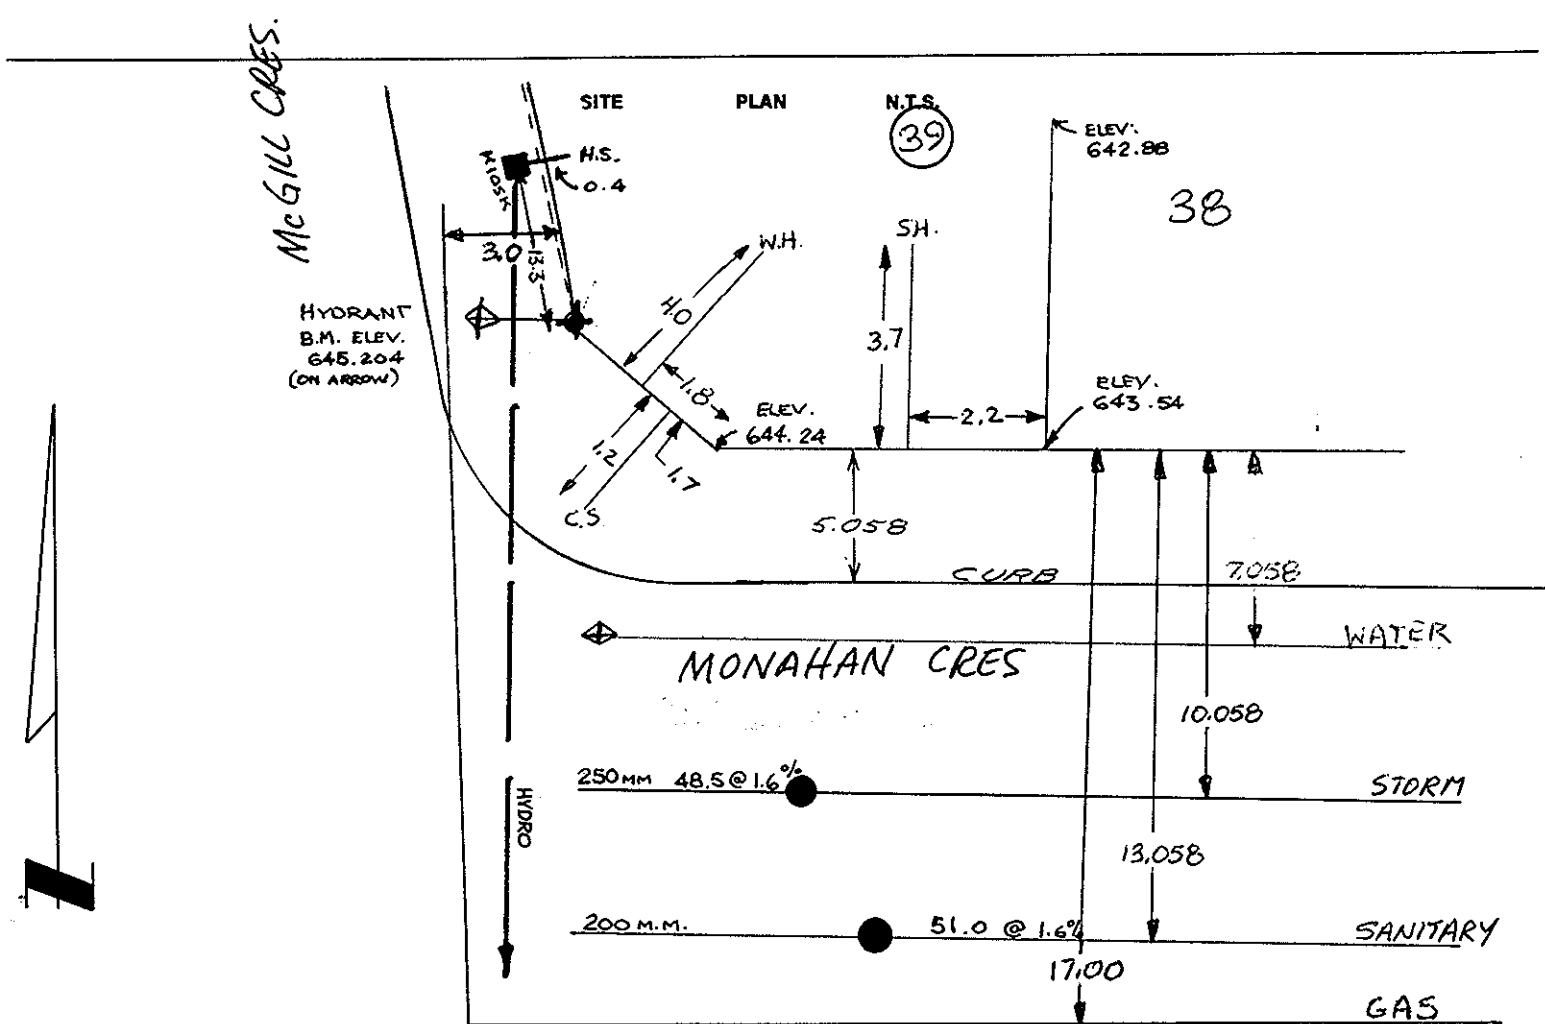 McGILL CRES.
SITE PLAN N.T.S.
39
ELEV.
642.88
38
KIOSK
H.S.
0.4
3.0
13.3
W.H.
SH.
HYDRANT
B.M. ELEV.
645.204
(ON ARROW)
3.7
1.8
ELEV.
644.24
2.2
ELEV.
643.54
1.2
1.7
C.S.
5.058
CURB
7.058
WATER
MONAHAN CRES
10.058
250MM 48.5@1.6%
STORM
HYDRO
13.058
200 M.M.
51.0 @ 1.6%
SANITARY
17.00
GAS